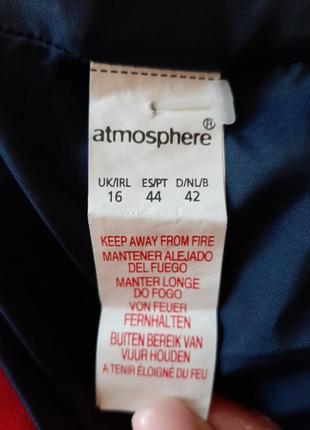 atmosphere®
UK/IRL ES/PT D/NL/B
16 44 42
KEEP AWAY FROM FIRE
MANTENER ALEJADO
DEL FUEGO
MANTER LONGE
DO FOGO
VON FEUER
FERNHALTEN
BUITEN BEREIK VAN
VUUR HOUDEN
A TENIR ÉLOIGNÉ DU FEU